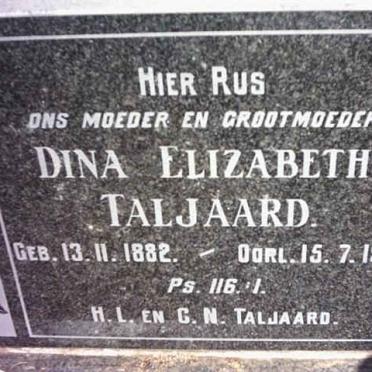 HIER RUS
ONS MOEDER EN GROOTMOEDER
DINA ELIZABETH
TALJAARD.
GEB. 13.11.1882. – OORL. 15.7.1
PS. 116:1.
H.L. EN C.N. TALJAARD.